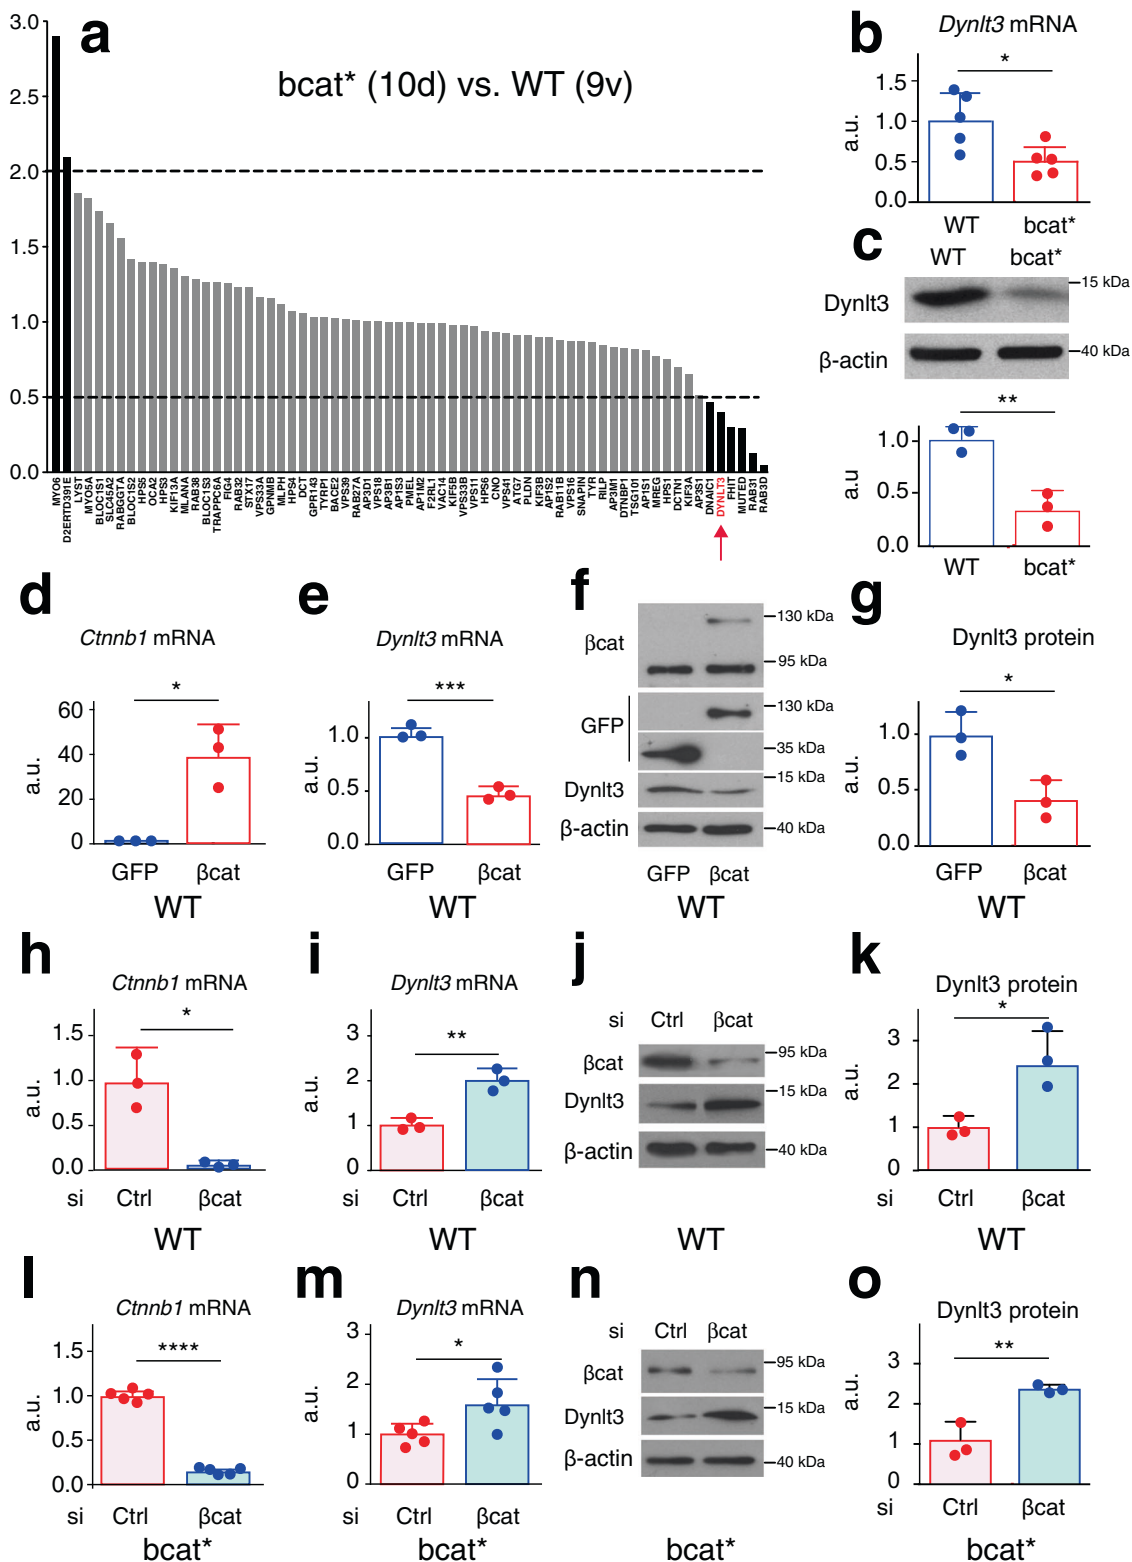 a
bcat* (10d) vs. WT (9v)
3.0
2.5
2.0
1.5
1.0
0.5
0.0
MYO6
D2ERTD391E
LYST
MYO5A
BLOC1S1
SLC45A2
RABGGTA
BLOC1S2
HPS5
OCA2
HPS3
KIF13A
MLANA
RAB38
BLOC1S3
TRAPPC6A
FIG4
RAB32
STX17
VPS33A
GPNMB
MLPH
HPS4
DCT
GPR143
TYRP1
BACE2
VPS39
RAB27A
AP3D1
VPS18
AP3B1
AP1S3
PMEL
AP1M2
F2RL1
VAC14
KIF5B
VPS33B
VPS11
HPS6
CNO
VPS41
ATG7
PLDN
KIF3B
AP1S2
RAB11B
VPS16
SNAPIN
TYR
RILP
AP3M1
DTNBP1
TSG101
AP1S1
MREG
HPS1
DCTN1
KIF3A
AP3S1
DNAIC1
DYNLT3
FHIT
MUTED
RAB31
RAB3D
b
Dynlt3 mRNA
*
1.5
1.0
0.5
0.0
a.u.
WT bcat*
c
WT bcat*
Dynlt3
15 kDa
β-actin
40 kDa
**
1.0
0.5
0.0
a.u
WT bcat*
d
Ctnnb1 mRNA
*
60
40
20
0
a.u.
GFP βcat
WT
e
Dynlt3 mRNA
***
1.0
0.5
0.0
a.u.
GFP βcat
WT
f
βcat
130 kDa
95 kDa
GFP
130 kDa
35 kDa
Dynlt3
15 kDa
β-actin
40 kDa
GFP βcat
WT
g
Dynlt3 protein
*
1.0
0.5
0.0
a.u
GFP βcat
WT
h
Ctnnb1 mRNA
*
1.5
1.0
0.5
0.0
a.u.
si Ctrl βcat
WT
i
Dynlt3 mRNA
**
3
2
1
0
a.u.
Ctrl βcat
WT
j
si Ctrl βcat
βcat
95 kDa
Dynlt3
15 kDa
β-actin
40 kDa
WT
k
Dynlt3 protein
*
3
2
1
0
a.u.
si Ctrl βcat
WT
l
Ctnnb1 mRNA
****
1.5
1.0
0.5
0.0
a.u.
si Ctrl βcat
bcat*
m
Dynlt3 mRNA
*
3
2
1
0
a.u.
Ctrl βcat
bcat*
n
si Ctrl βcat
βcat
95 kDa
Dynlt3
15 kDa
β-actin
40 kDa
bcat*
o
Dynlt3 protein
**
3
2
1
0
a.u.
si Ctrl βcat
bcat*